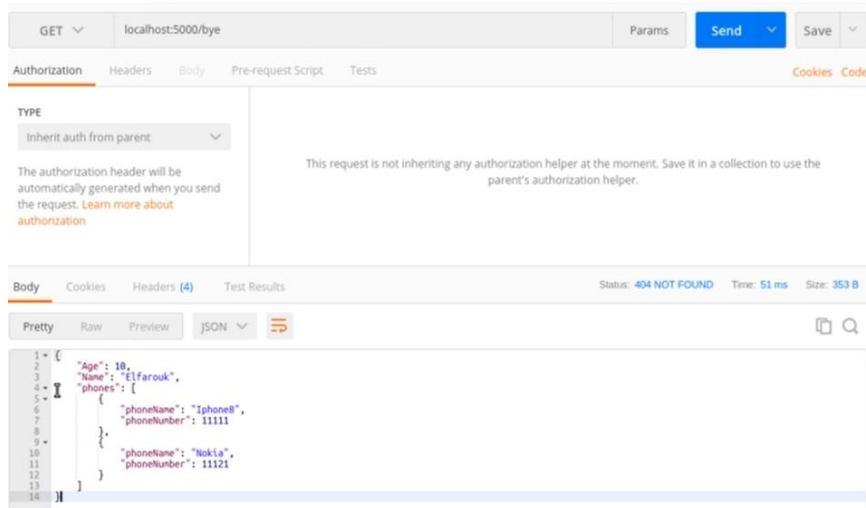 GET localhost:5000/bye Params Send Save
Authorization Headers Body Pre-request Script Tests Cookies Code
TYPE
Inherit auth from parent
The authorization header will be
automatically generated when you send
the request. Learn more about
authorization
This request is not inheriting any authorization helper at the moment. Save it in a collection to use the
parent's authorization helper.
Body Cookies Headers (4) Test Results Status: 404 NOT FOUND Time: 51 ms Size: 353 B
Pretty Raw Preview JSON
1 {
2 "Age": 10,
3 "Name": "Elfarouk",
4 "phones": [
5 {
6 "phoneName": "Iphone8",
7 "phoneNumber": 11111
8 },
9 {
10 "phoneName": "Nokia",
11 "phoneNumber": 11121
12 }
13 ]
14 }